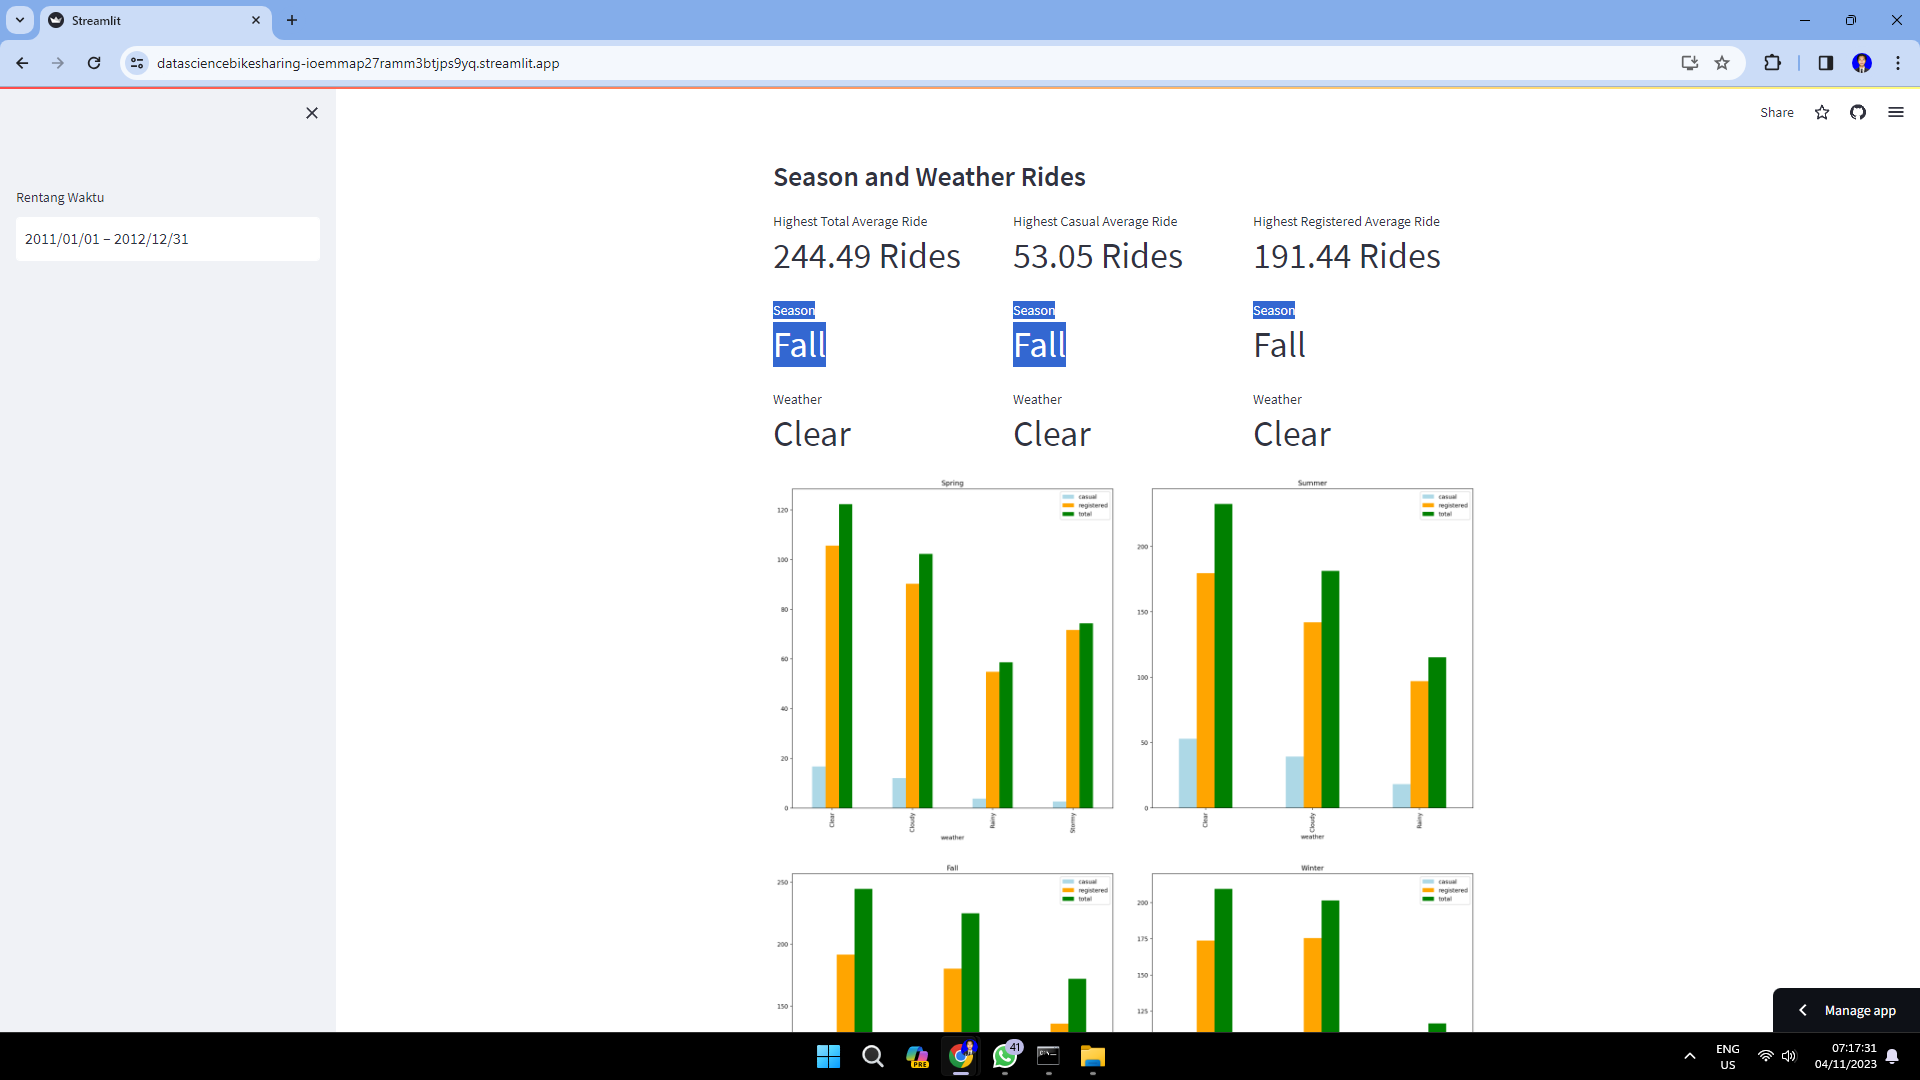 Streamlit
datasciencebikesharing-ioemmap27ramm3btjps9yq.streamlit.app
Share
Rentang Waktu
2011/01/01 – 2012/12/31
Season and Weather Rides
Highest Total Average Ride
Highest Casual Average Ride
Highest Registered Average Ride
244.49 Rides
53.05 Rides
191.44 Rides
Season
Season
Season
Fall
Fall
Fall
Weather
Weather
Weather
Clear
Clear
Clear
Spring
casual
registered
total
120
100
80
60
40
20
0
Clear
Cloudy
Rainy
Stormy
weather
Summer
casual
registered
total
200
150
100
50
0
Clear
Cloudy
Rainy
weather
Fall
casual
registered
total
250
200
150
Winter
casual
registered
total
200
175
150
125
Manage app
PRE
41
ENG
US
07:17:31
04/11/2023